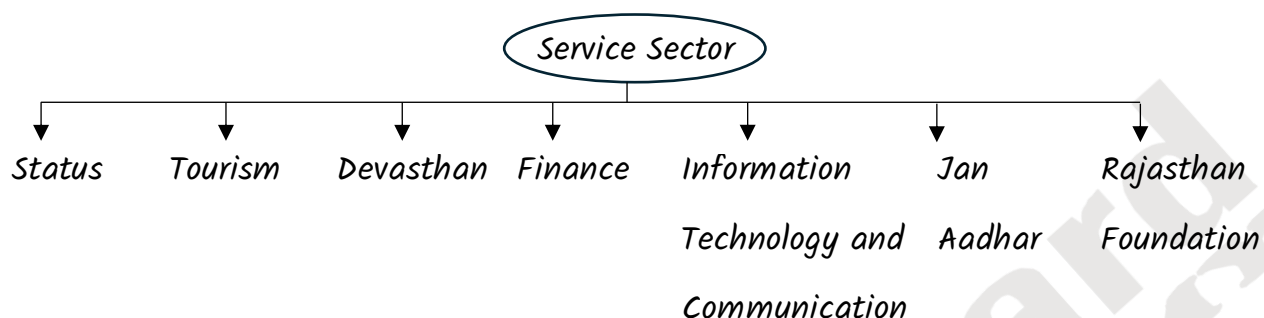 Service Sector
Status Tourism Devasthan Finance Information Jan Rajasthan
Technology and Aadhar Foundation
Communication